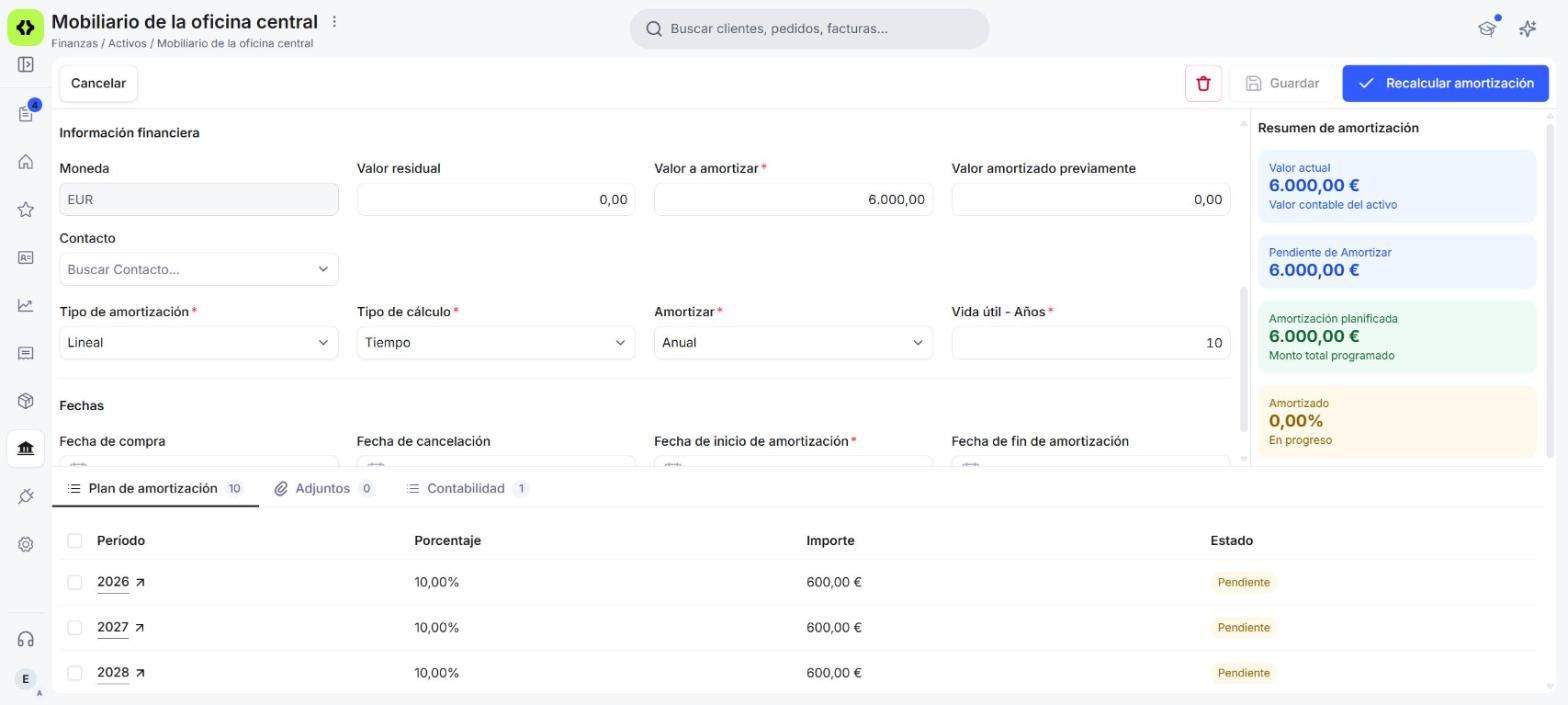 Mobiliario de la oficina central
Finanzas / Activos / Mobiliario de la oficina central
Buscar clientes, pedidos, facturas...
4
Cancelar
Guardar
Recalcular amortización
Información financiera
Moneda
Valor residual
Valor a amortizar*
Valor amortizado previamente
EUR
0,00
6.000,00
0,00
Contacto
Buscar Contacto...
Tipo de amortización*
Tipo de cálculo*
Amortizar*
Vida útil - Años*
Lineal
Tiempo
Anual
10
Fechas
Fecha de compra
Fecha de cancelación
Fecha de inicio de amortización*
Fecha de fin de amortización
Resumen de amortización
Valor actual
6.000,00 €
Valor contable del activo
Pendiente de Amortizar
6.000,00 €
Amortización planificada
6.000,00 €
Monto total programado
Amortizado
0,00%
En progreso
Plan de amortización 10
Adjuntos 0
Contabilidad 1
Período Porcentaje Importe Estado
2026 10,00% 600,00 € Pendiente
2027 10,00% 600,00 € Pendiente
2028 10,00% 600,00 € Pendiente
E
A